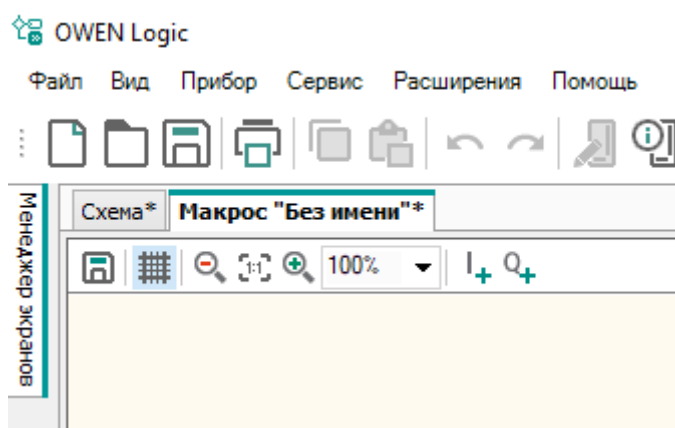 OWEN Logic
Файл Вид Прибор Сервис Расширения Помощь
Менеджер экранов
Схема* Макрос "Без имени"*
1:1 100% I+ Q+